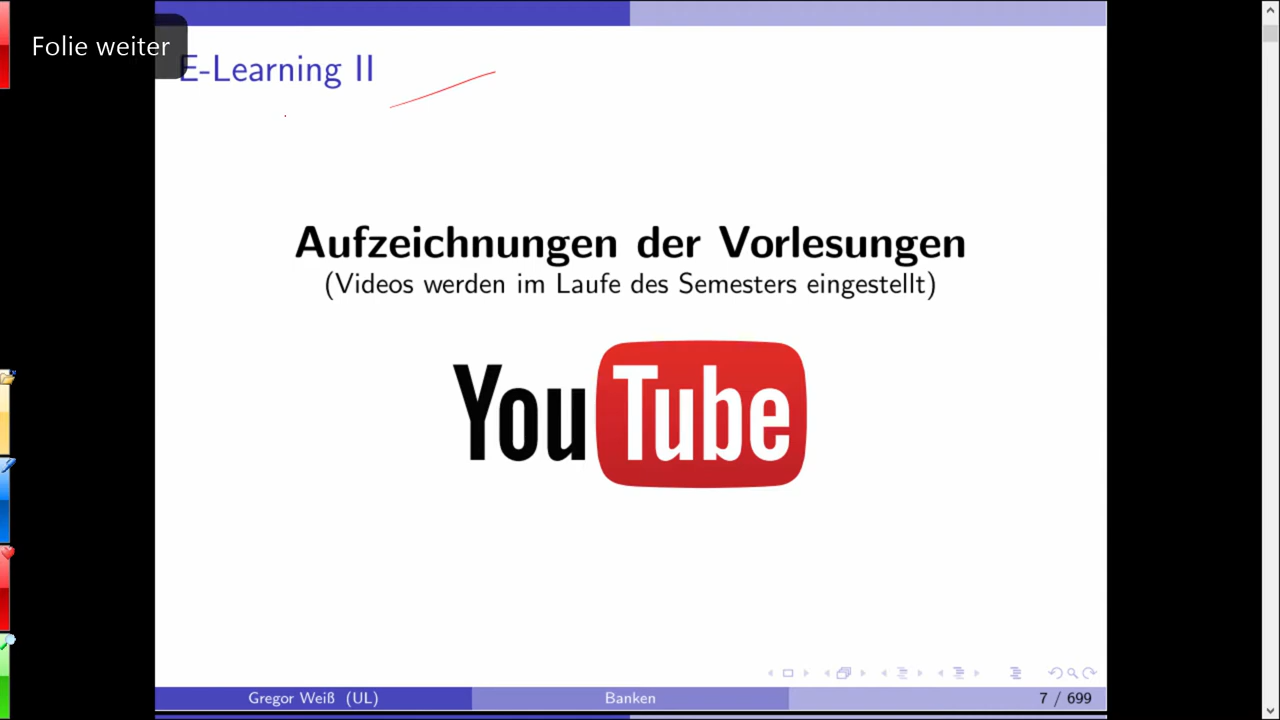 Folie weiter
E-Learning II
Aufzeichnungen der Vorlesungen
(Videos werden im Laufe des Semesters eingestellt)
YouTube
Gregor Weiß (UL) Banken 7 / 699